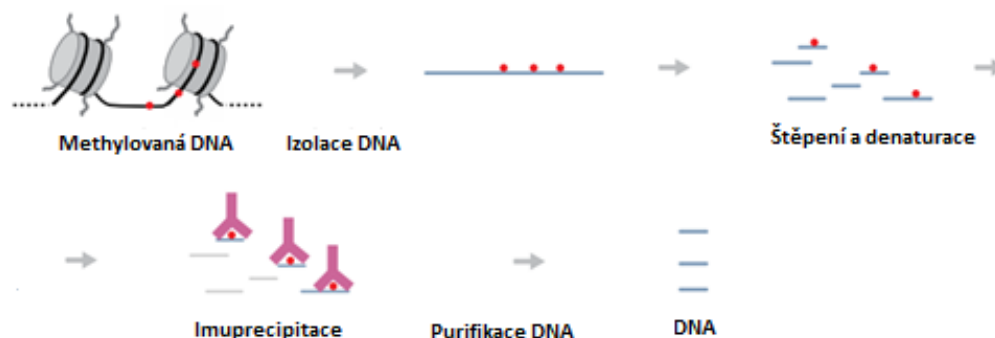 Methylovaná DNA
Izolace DNA
Štěpení a denaturace
Imuprecipitace
Purifikace DNA
DNA